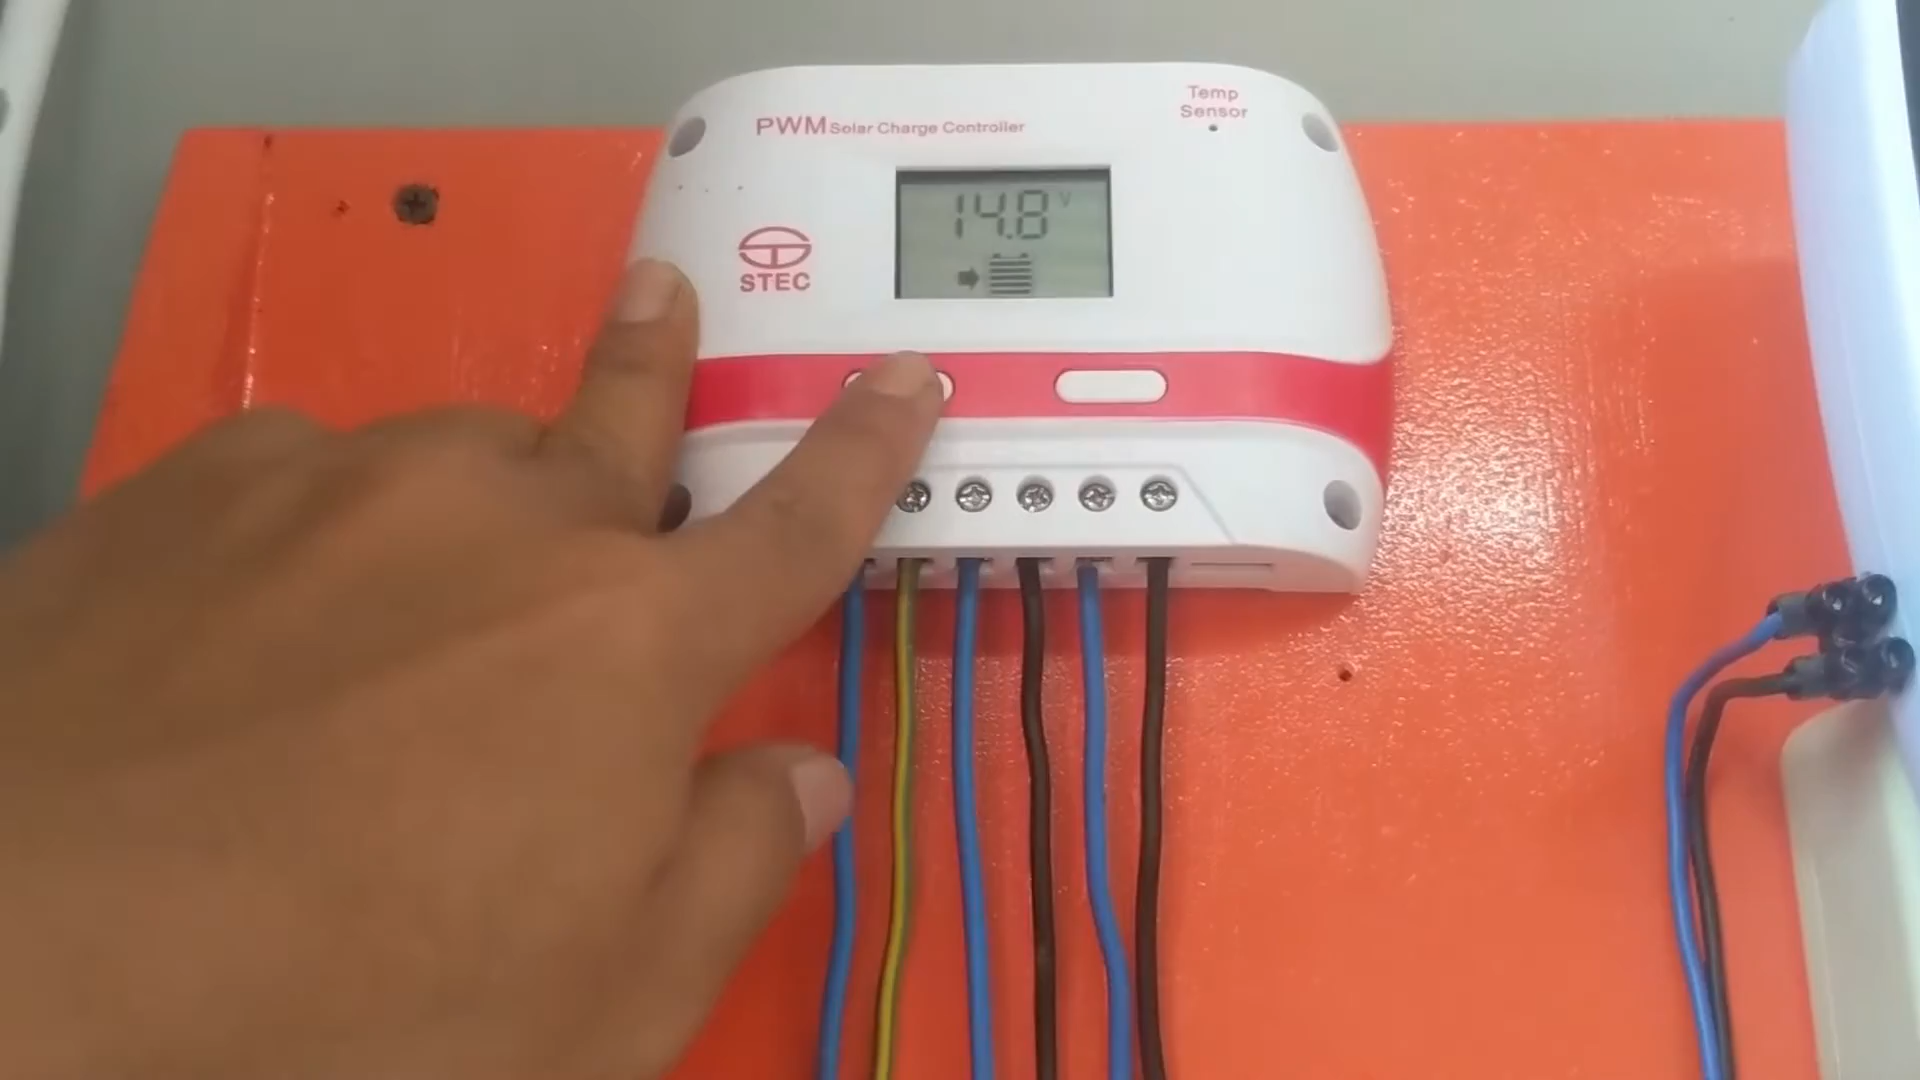 Temp
Sensor
PWM Solar Charge Controller
14.8 V
STEC